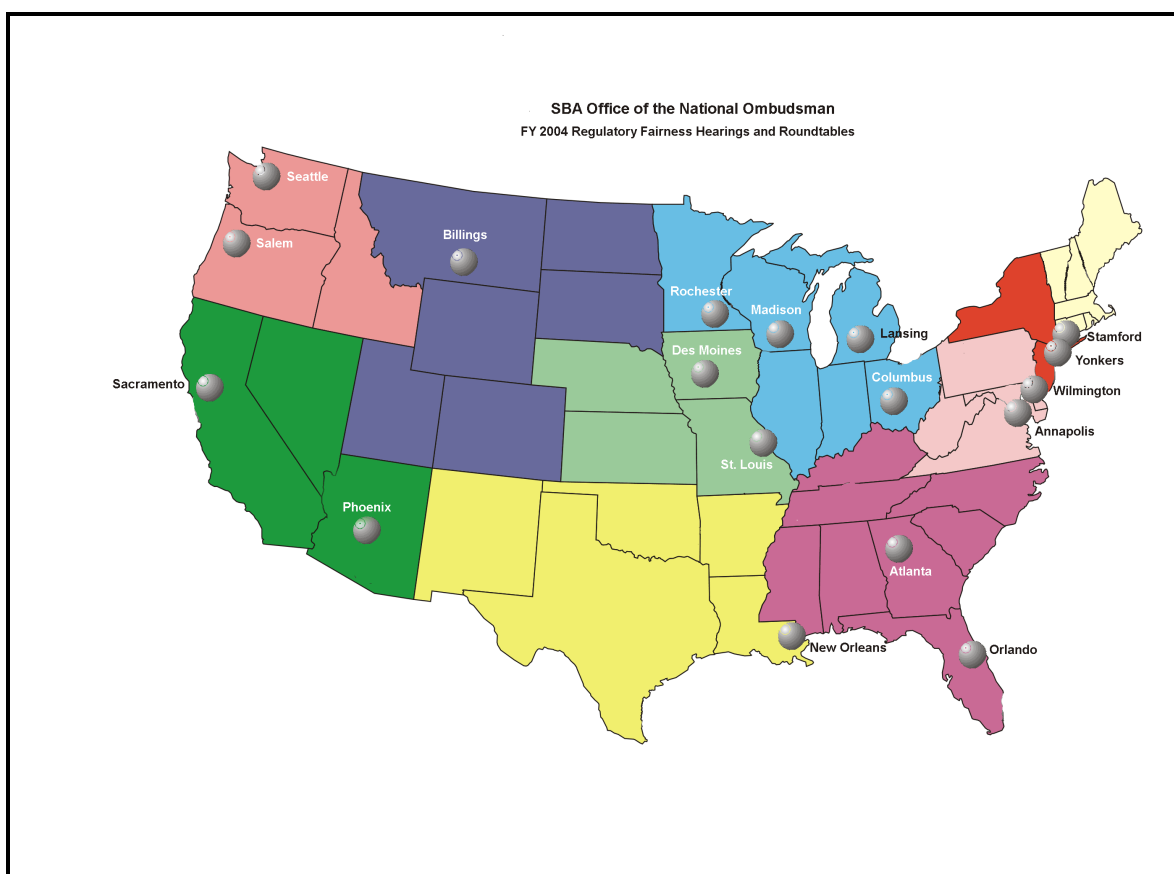 SBA Office of the National Ombudsman
FY 2004 Regulatory Fairness Hearings and Roundtables
Seattle
Salem
Billings
Rochester
Madison
Lansing
Stamford
Yonkers
Des Moines
Columbus
Sacramento
Wilmington
Annapolis
St. Louis
Phoenix
Atlanta
New Orleans
Orlando